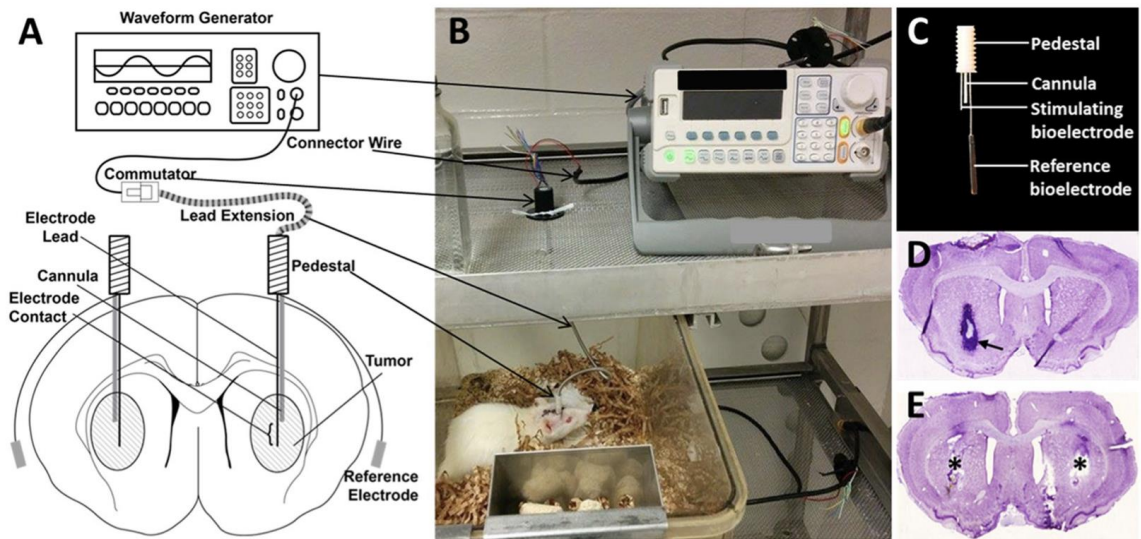 A
Waveform Generator
Connector Wire
Commutator
Lead Extension
Electrode
Lead
Pedestal
Cannula
Electrode
Contact
Tumor
Reference
Electrode
B
C
Pedestal
Cannula
Stimulating
bioelectrode
Reference
bioelectrode
D
E
*
*